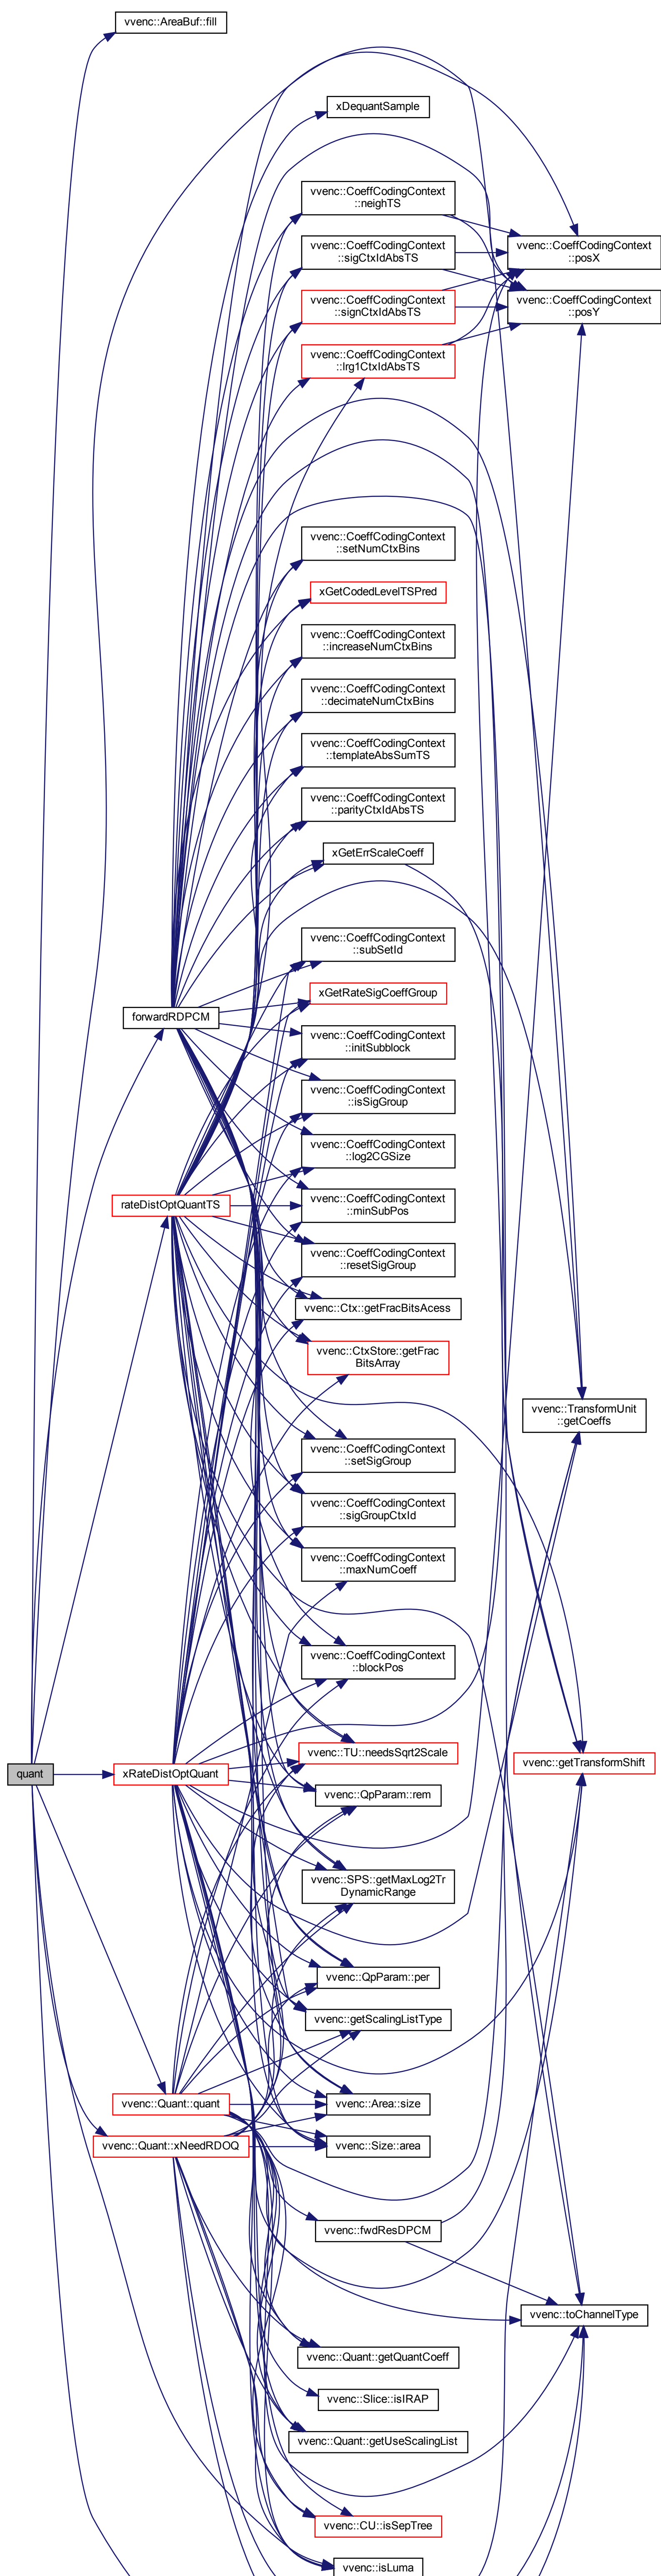 vvenc::AreaBuf::fill
xDequantSample
vvenc::CoeffCodingContext
::neighTS
vvenc::CoeffCodingContext
::posX
vvenc::CoeffCodingContext
::sigCtxIdAbsTS
vvenc::CoeffCodingContext
::posY
vvenc::CoeffCodingContext
::signCtxIdAbsTS
vvenc::CoeffCodingContext
::lrg1CtxIdAbsTS
vvenc::CoeffCodingContext
::setNumCtxBins
xGetCodedLevelTSPred
vvenc::CoeffCodingContext
::increaseNumCtxBins
vvenc::CoeffCodingContext
::decimateNumCtxBins
vvenc::CoeffCodingContext
::templateAbsSumTS
vvenc::CoeffCodingContext
::parityCtxIdAbsTS
xGetErrScaleCoeff
vvenc::CoeffCodingContext
::subSetId
xGetRateSigCoeffGroup
forwardRDPCM
vvenc::CoeffCodingContext
::initSubblock
vvenc::CoeffCodingContext
::isSigGroup
vvenc::CoeffCodingContext
::log2CGSize
rateDistOptQuantTS
vvenc::CoeffCodingContext
::minSubPos
vvenc::CoeffCodingContext
::resetSigGroup
vvenc::Ctx::getFracBitsAcess
vvenc::CtxStore::getFrac
BitsArray
vvenc::TransformUnit
::getCoeffs
vvenc::CoeffCodingContext
::setSigGroup
vvenc::CoeffCodingContext
::sigGroupCtxId
vvenc::CoeffCodingContext
::maxNumCoeff
vvenc::CoeffCodingContext
::blockPos
vvenc::TU::needsSqrt2Scale
vvenc::getTransformShift
quant
xRateDistOptQuant
vvenc::QpParam::rem
vvenc::SPS::getMaxLog2Tr
DynamicRange
vvenc::QpParam::per
vvenc::getScalingListType
vvenc::Quant::quant
vvenc::Area::size
vvenc::Quant::xNeedRDOQ
vvenc::Size::area
vvenc::fwdResDPCM
vvenc::toChannelType
vvenc::Quant::getQuantCoeff
vvenc::Slice::isIRAP
vvenc::Quant::getUseScalingList
vvenc::CU::isSepTree
vvenc::isLuma